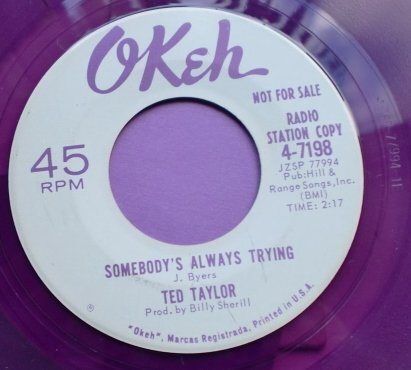 OKeh
NOT FOR SALE
RADIO
STATION COPY
4-7198
JZSP 77994
Pub: Hill &
Range Songs, Inc.
(BMI)
TIME: 2:17
45
RPM
SOMEBODY'S ALWAYS TRYING
J. Byers
TED TAYLOR
Prod. by Billy Sherill
"Okeh", Marcas Registrada, Printed in U.S.A.